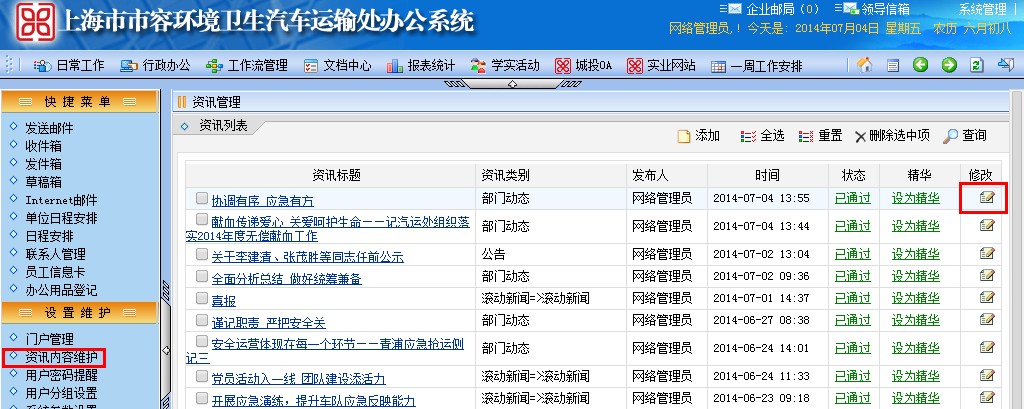 上海市市容环境卫生汽车运输处办公系统
企业邮局（0） 领导信箱 系统管理
网络管理员,！今天是：2014年07月04日 星期五 农历 六月初八
日常工作 行政办公 工作流管理 文档中心 报表统计 学实活动 城投OA 实业网站 一周工作安排
快捷菜单
发送邮件
收件箱
发件箱
草稿箱
Internet邮件
单位日程安排
日程安排
联系人管理
员工信息卡
办公用品登记
设置维护
门户管理
资讯内容维护
用户密码提醒
用户分组设置
资讯管理
资讯列表
添加 全选 重置 删除选中项 查询
资讯标题 资讯类别 发布人 时间 状态 精华 修改
协调有序 应急有方 部门动态 网络管理员 2014-07-04 13:55 已通过 设为精华
献血传递爱心 关爱呵护生命——记汽运处组织落
实2014年度无偿献血工作 部门动态 网络管理员 2014-07-04 13:44 已通过 设为精华
关于李建清、张茂胜等同志任前公示 公告 网络管理员 2014-07-02 13:04 已通过 设为精华
全面分析总结 做好统筹兼备 部门动态 网络管理员 2014-07-02 09:36 已通过 设为精华
喜报 滚动新闻=>滚动新闻 网络管理员 2014-07-01 14:37 已通过 设为精华
谨记职责 严把安全关 部门动态 网络管理员 2014-06-27 08:38 已通过 设为精华
安全运营体现在每一个环节——青浦应急抢运侧
记三 部门动态 网络管理员 2014-06-24 14:01 已通过 设为精华
党员活动入一线 团队建设添活力 滚动新闻=>滚动新闻 网络管理员 2014-06-24 11:33 已通过 设为精华
开展应急演练，提升车队应急反映能力 滚动新闻=>滚动新闻 网络管理员 2014-06-23 09:18 已通过 设为精华